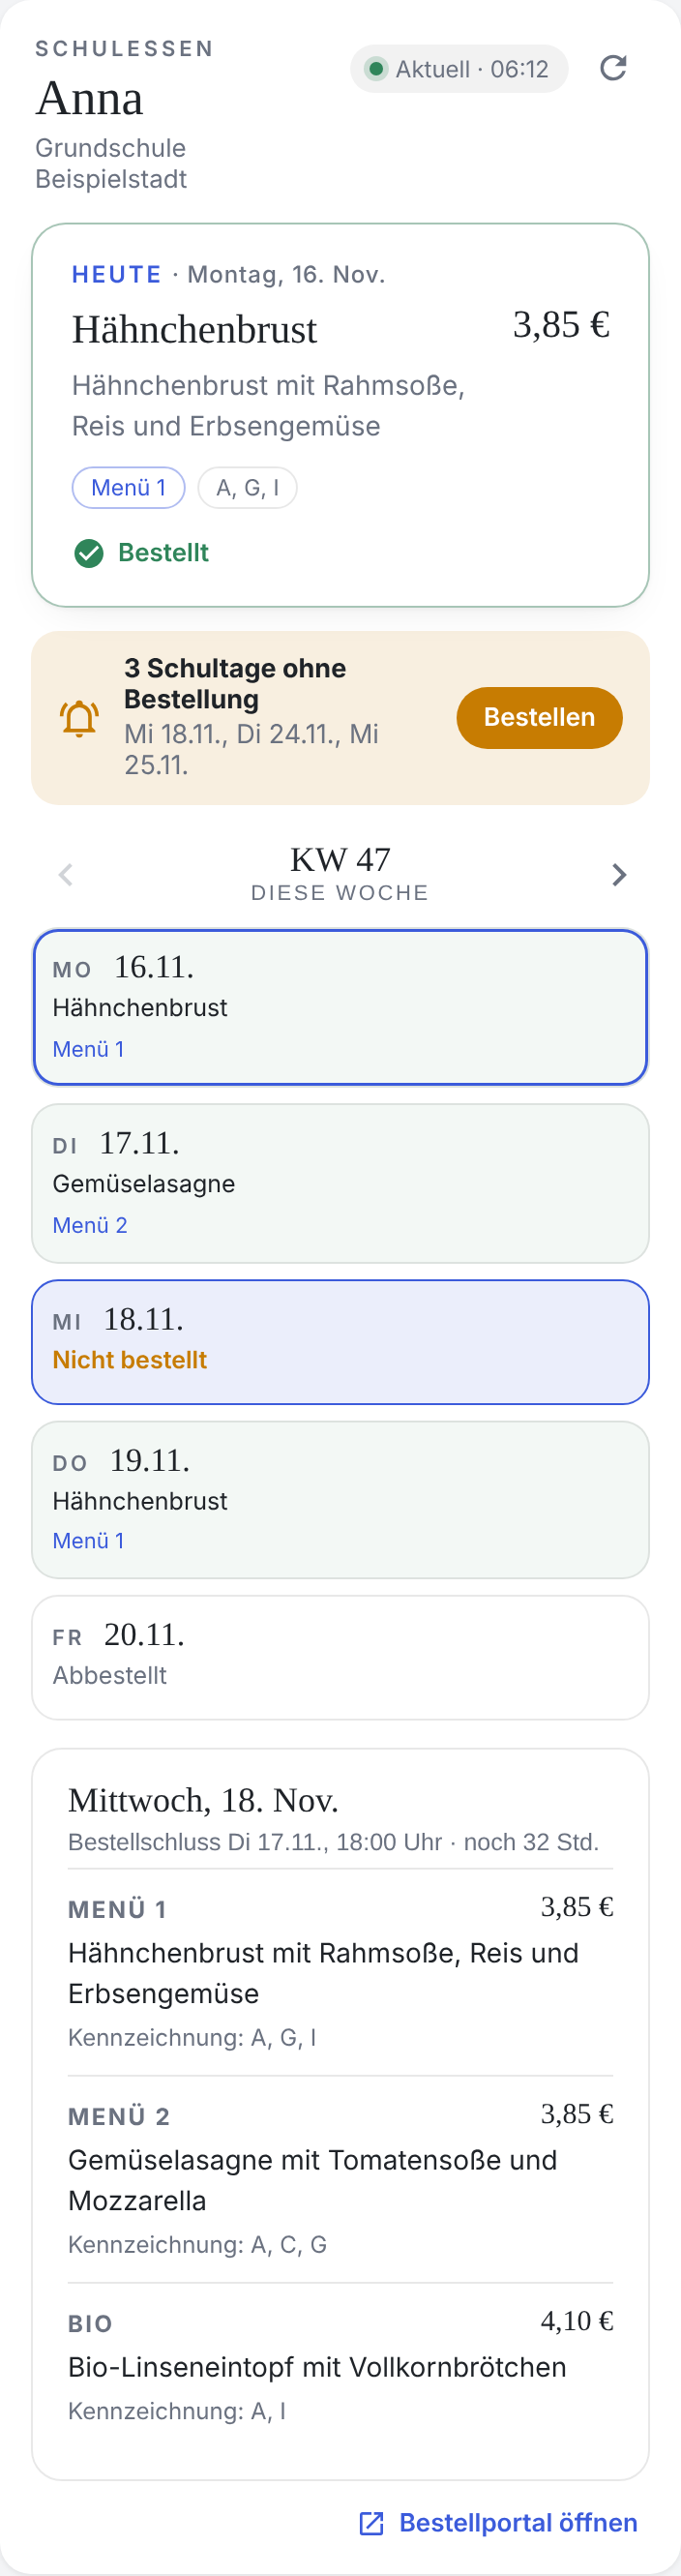 SCHULESSEN
Anna
Grundschule
Beispielstadt
Aktuell · 06:12
HEUTE · Montag, 16. Nov.
Hähnchenbrust
3,85 €
Hähnchenbrust mit Rahmsoße,
Reis und Erbsengemüse
Menü 1
A, G, I
Bestellt
3 Schultage ohne
Bestellung
Mi 18.11., Di 24.11., Mi
25.11.
Bestellen
KW 47
DIESE WOCHE
MO 16.11.
Hähnchenbrust
Menü 1
DI 17.11.
Gemüselasagne
Menü 2
MI 18.11.
Nicht bestellt
DO 19.11.
Hähnchenbrust
Menü 1
FR 20.11.
Abbestellt
Mittwoch, 18. Nov.
Bestellschluss Di 17.11., 18:00 Uhr · noch 32 Std.
MENÜ 1
3,85 €
Hähnchenbrust mit Rahmsoße, Reis und
Erbsengemüse
Kennzeichnung: A, G, I
MENÜ 2
3,85 €
Gemüselasagne mit Tomatensoße und
Mozzarella
Kennzeichnung: A, C, G
BIO
4,10 €
Bio-Linseneintopf mit Vollkornbrötchen
Kennzeichnung: A, I
Bestellportal öffnen